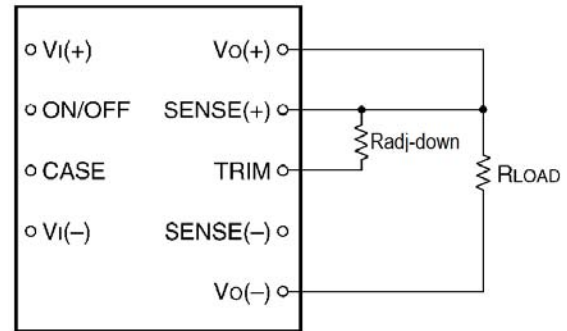 VI(+) VO(+)
ON/OFF SENSE(+)
Radj-down
CASE TRIM
RLOAD
VI(–) SENSE(–)
VO(–)